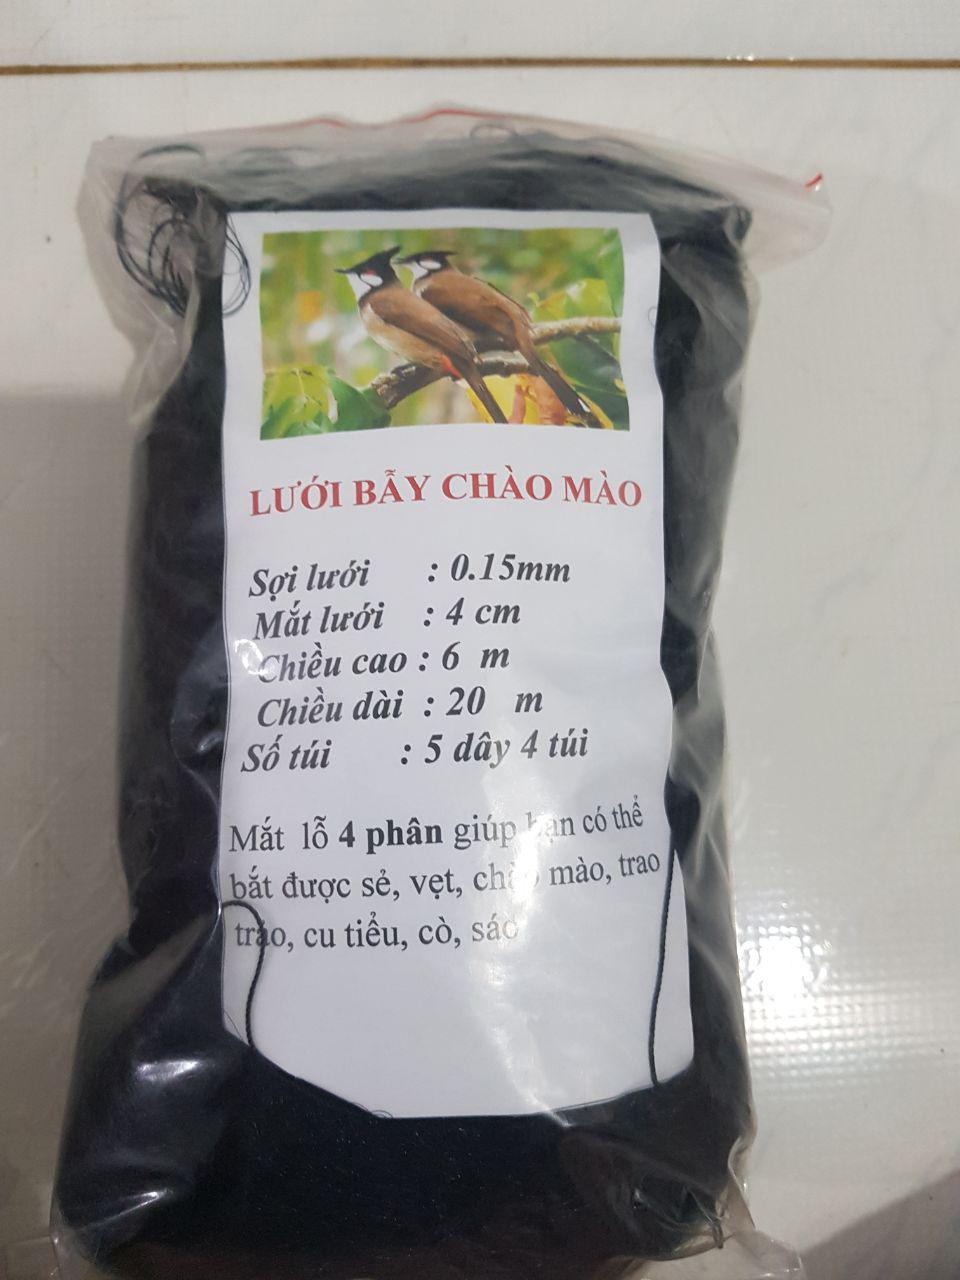 LƯỚI BẪY CHÀO MÀO
Sợi lưới : 0.15mm
Mắt lưới : 4 cm
Chiều cao : 6 m
Chiều dài : 20 m
Số túi : 5 dây 4 túi
Mắt lỗ 4 phân giúp bạn có thể
bắt được sẻ, vẹt, chào mào, trao
trảo, cu tiểu, cò, sáo